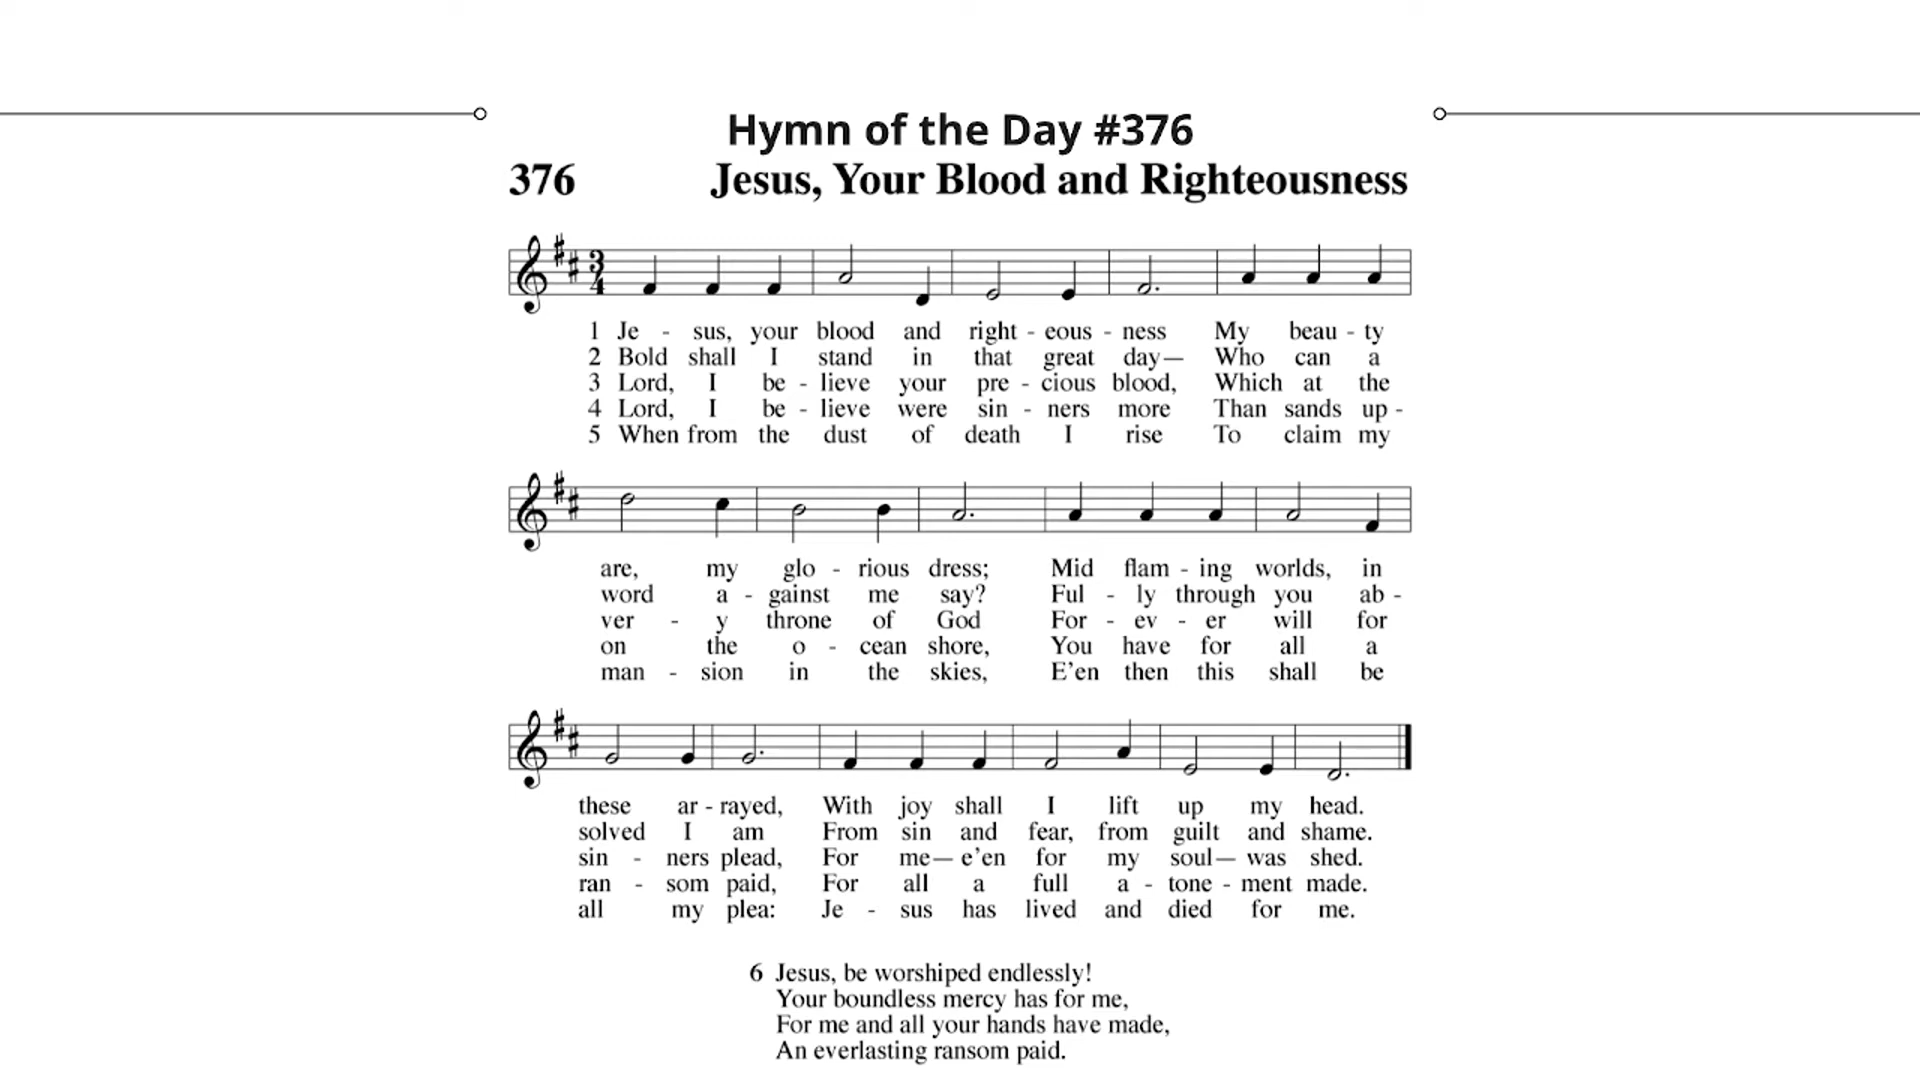 Hymn of the Day #376
376 Jesus, Your Blood and Righteousness
3
4
1 Je - sus, your blood and right - eous - ness My beau - ty
2 Bold shall I stand in that great day— Who can a
3 Lord, I be - lieve your pre - cious blood, Which at the
4 Lord, I be - lieve were sin - ners more Than sands up -
5 When from the dust of death I rise To claim my
are, my glo - rious dress; Mid flam - ing worlds, in
word a - gainst me say? Ful - ly through you ab -
ver - y throne of God For - ev - er will for
on the o - cean shore, You have for all a
man - sion in the skies, E'en then this shall be
these ar - rayed, With joy shall I lift up my head.
solved I am From sin and fear, from guilt and shame.
sin - ners plead, For me— e'en for my soul— was shed.
ran - som paid, For all a full a - tone - ment made.
all my plea: Je - sus has lived and died for me.
6 Jesus, be worshiped endlessly!
Your boundless mercy has for me,
For me and all your hands have made,
An everlasting ransom paid.